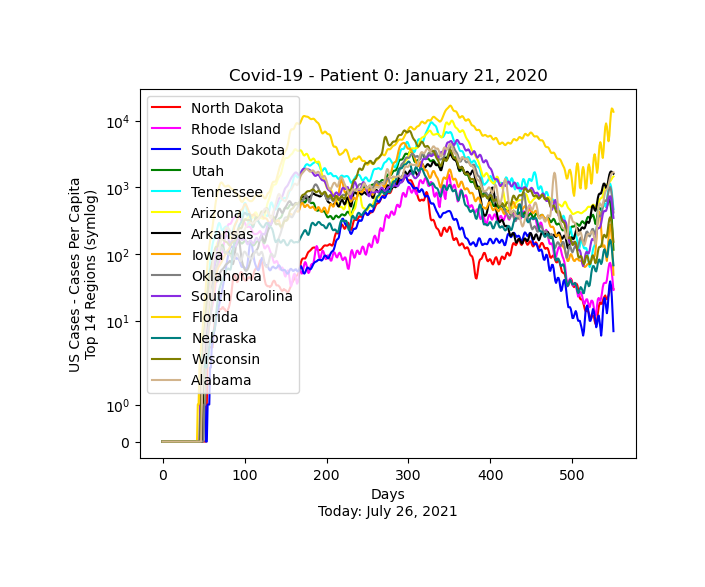 Covid-19 - Patient 0: January 21, 2020
US Cases - Cases Per Capita
Top 14 Regions (symlog)
10^4
10^3
10^2
10^1
10^0
0
North Dakota
Rhode Island
South Dakota
Utah
Tennessee
Arizona
Arkansas
Iowa
Oklahoma
South Carolina
Florida
Nebraska
Wisconsin
Alabama
0 100 200 300 400 500
Days
Today: July 26, 2021